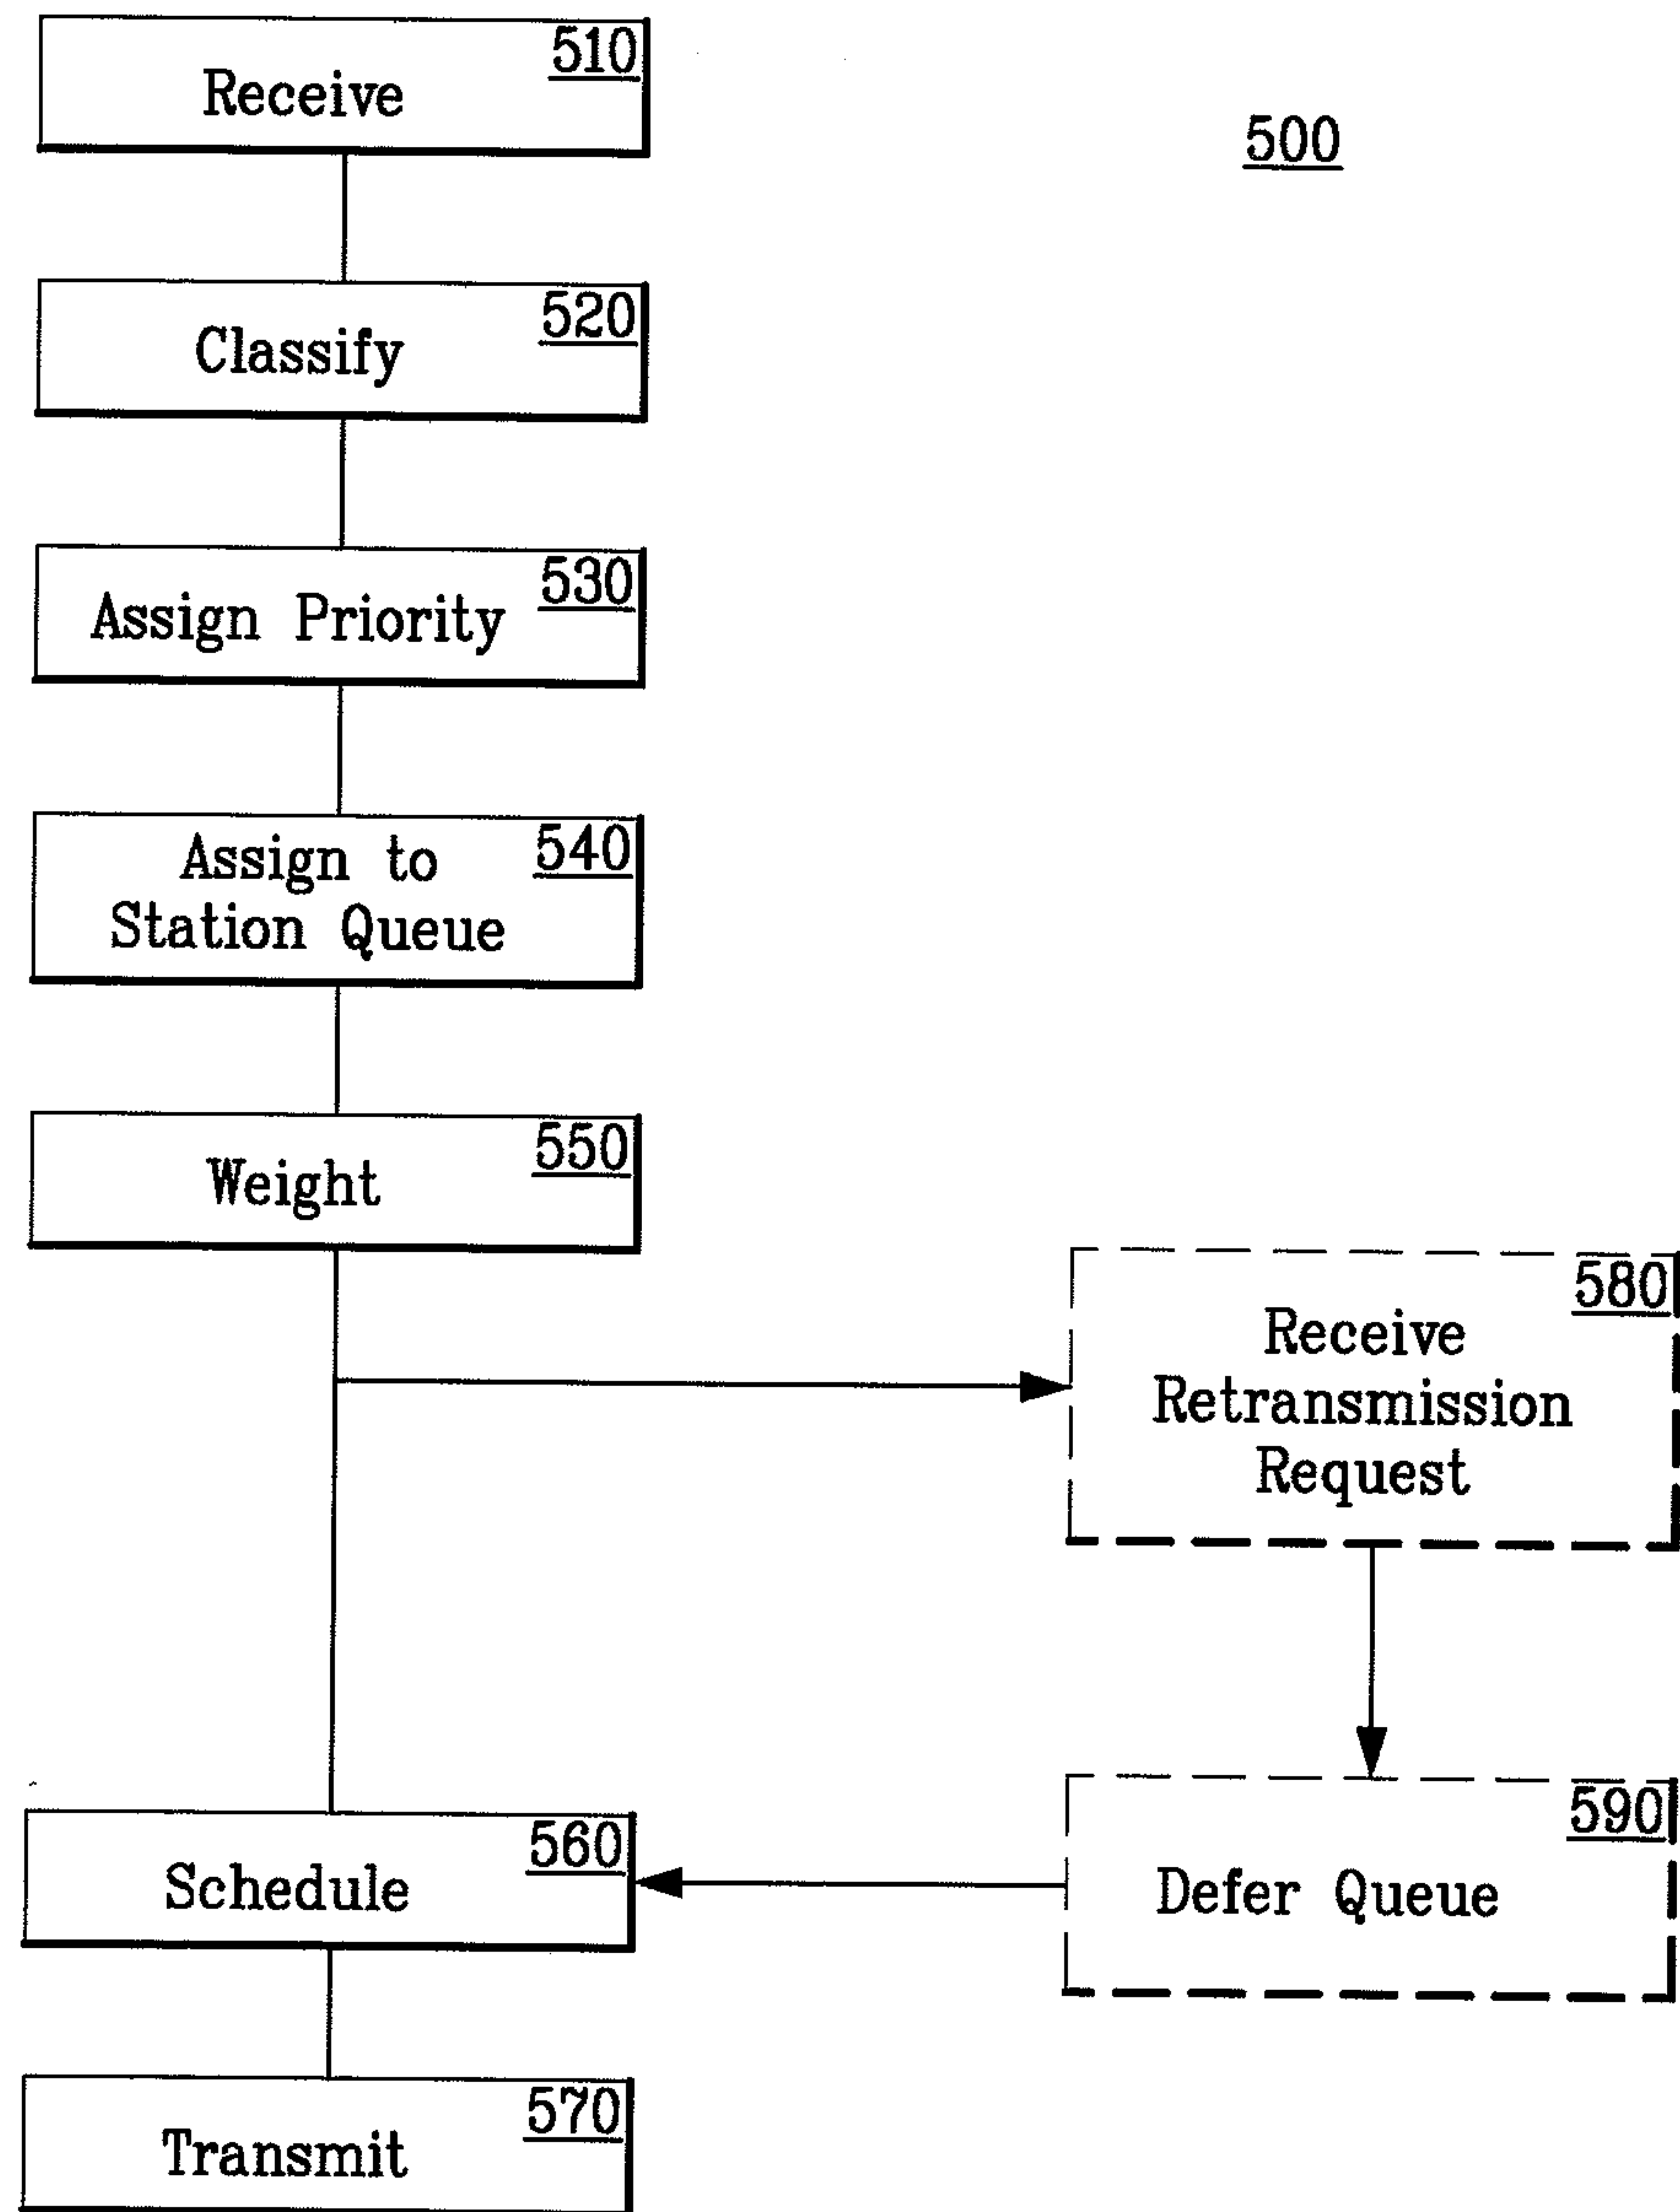 510
Receive
500
520
Classify
530
Assign Priority
540
Assign to
Station Queue
550
Weight
580
Receive
Retransmission
Request
560
Schedule
590
Defer Queue
570
Transmit